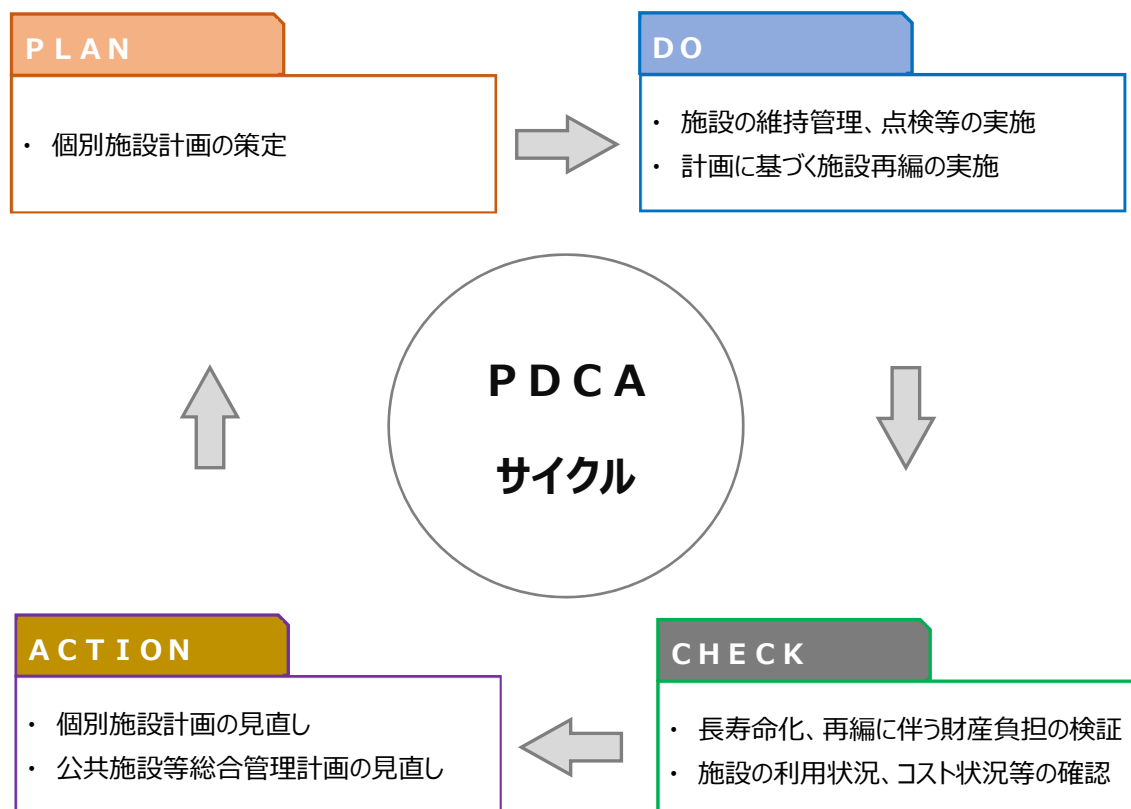 PLAN
・ 個別施設計画の策定
DO
・ 施設の維持管理、点検等の実施
・ 計画に基づく施設再編の実施
PDCA
サイクル
ACTION
・ 個別施設計画の見直し
・ 公共施設等総合管理計画の見直し
CHECK
・ 長寿命化、再編に伴う財産負担の検証
・ 施設の利用状況、コスト状況等の確認